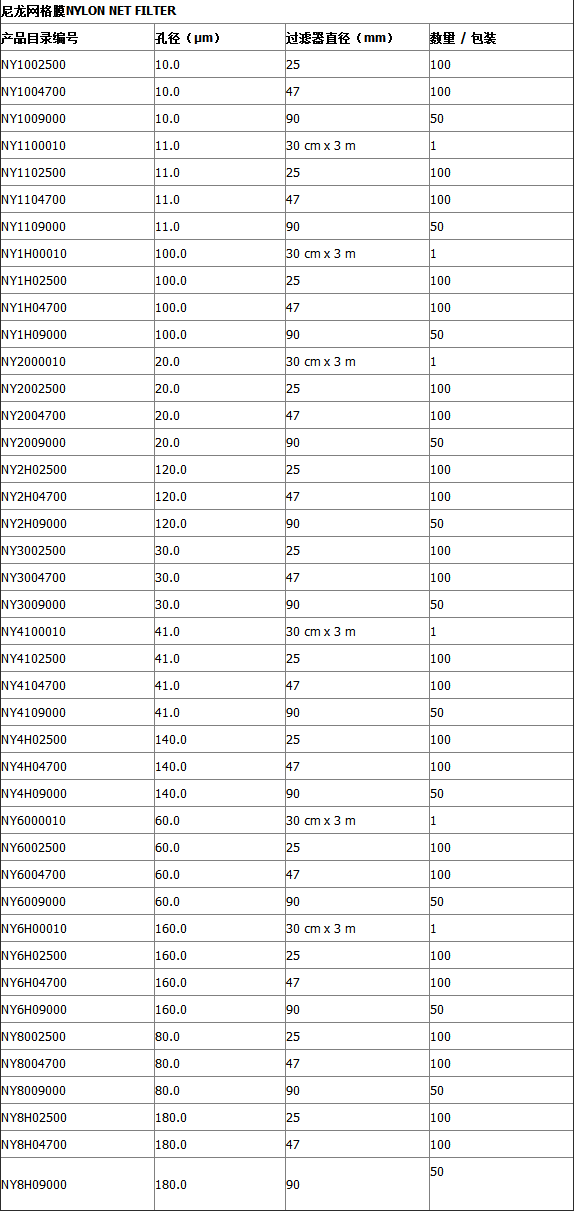 尼龙网格膜NYLON NET FILTER
产品目录编号 孔径（μm） 过滤器直径（mm） 数量 / 包装
NY1002500 10.0 25 100
NY1004700 10.0 47 100
NY1009000 10.0 90 50
NY1100010 11.0 30 cm x 3 m 1
NY1102500 11.0 25 100
NY1104700 11.0 47 100
NY1109000 11.0 90 50
NY1H00010 100.0 30 cm x 3 m 1
NY1H02500 100.0 25 100
NY1H04700 100.0 47 100
NY1H09000 100.0 90 50
NY2000010 20.0 30 cm x 3 m 1
NY2002500 20.0 25 100
NY2004700 20.0 47 100
NY2009000 20.0 90 50
NY2H02500 120.0 25 100
NY2H04700 120.0 47 100
NY2H09000 120.0 90 50
NY3002500 30.0 25 100
NY3004700 30.0 47 100
NY3009000 30.0 90 50
NY4100010 41.0 30 cm x 3 m 1
NY4102500 41.0 25 100
NY4104700 41.0 47 100
NY4109000 41.0 90 50
NY4H02500 140.0 25 100
NY4H04700 140.0 47 100
NY4H09000 140.0 90 50
NY6000010 60.0 30 cm x 3 m 1
NY6002500 60.0 25 100
NY6004700 60.0 47 100
NY6009000 60.0 90 50
NY6H00010 160.0 30 cm x 3 m 1
NY6H02500 160.0 25 100
NY6H04700 160.0 47 100
NY6H09000 160.0 90 50
NY8002500 80.0 25 100
NY8004700 80.0 47 100
NY8009000 80.0 90 50
NY8H02500 180.0 25 100
NY8H04700 180.0 47 100
NY8H09000 180.0 90 50